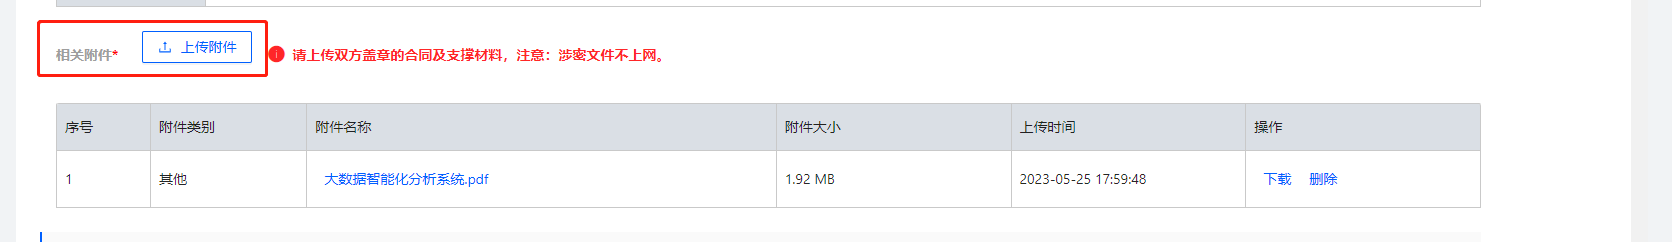 相关附件* 上传附件 请上传双方盖章的合同及支撑材料，注意：涉密文件不上网。
序号 附件类别 附件名称 附件大小 上传时间 操作
1 其他 大数据智能化分析系统.pdf 1.92 MB 2023-05-25 17:59:48 下载 删除